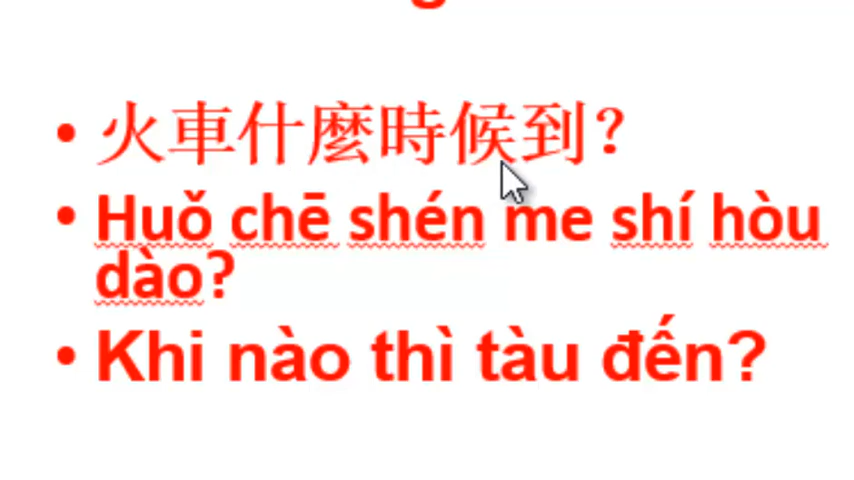 • 火車什麼時候到？
• Huǒ chē shén me shí hòu
dào?
• Khi nào thì tàu đến?